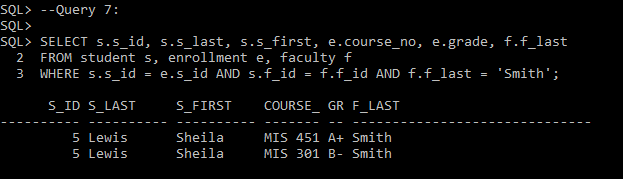 SQL> --Query 7:
SQL>
SQL> SELECT s.s_id, s.s_last, s.s_first, e.course_no, e.grade, f.f_last
  2  FROM student s, enrollment e, faculty f
  3  WHERE s.s_id = e.s_id AND s.f_id = f.f_id AND f.f_last = 'Smith';
      S_ID S_LAST     S_FIRST    COURSE_ GR F_LAST
---------- ---------- ---------- ------- -- ------------------------------
         5 Lewis      Sheila     MIS 451 A+ Smith
         5 Lewis      Sheila     MIS 301 B- Smith